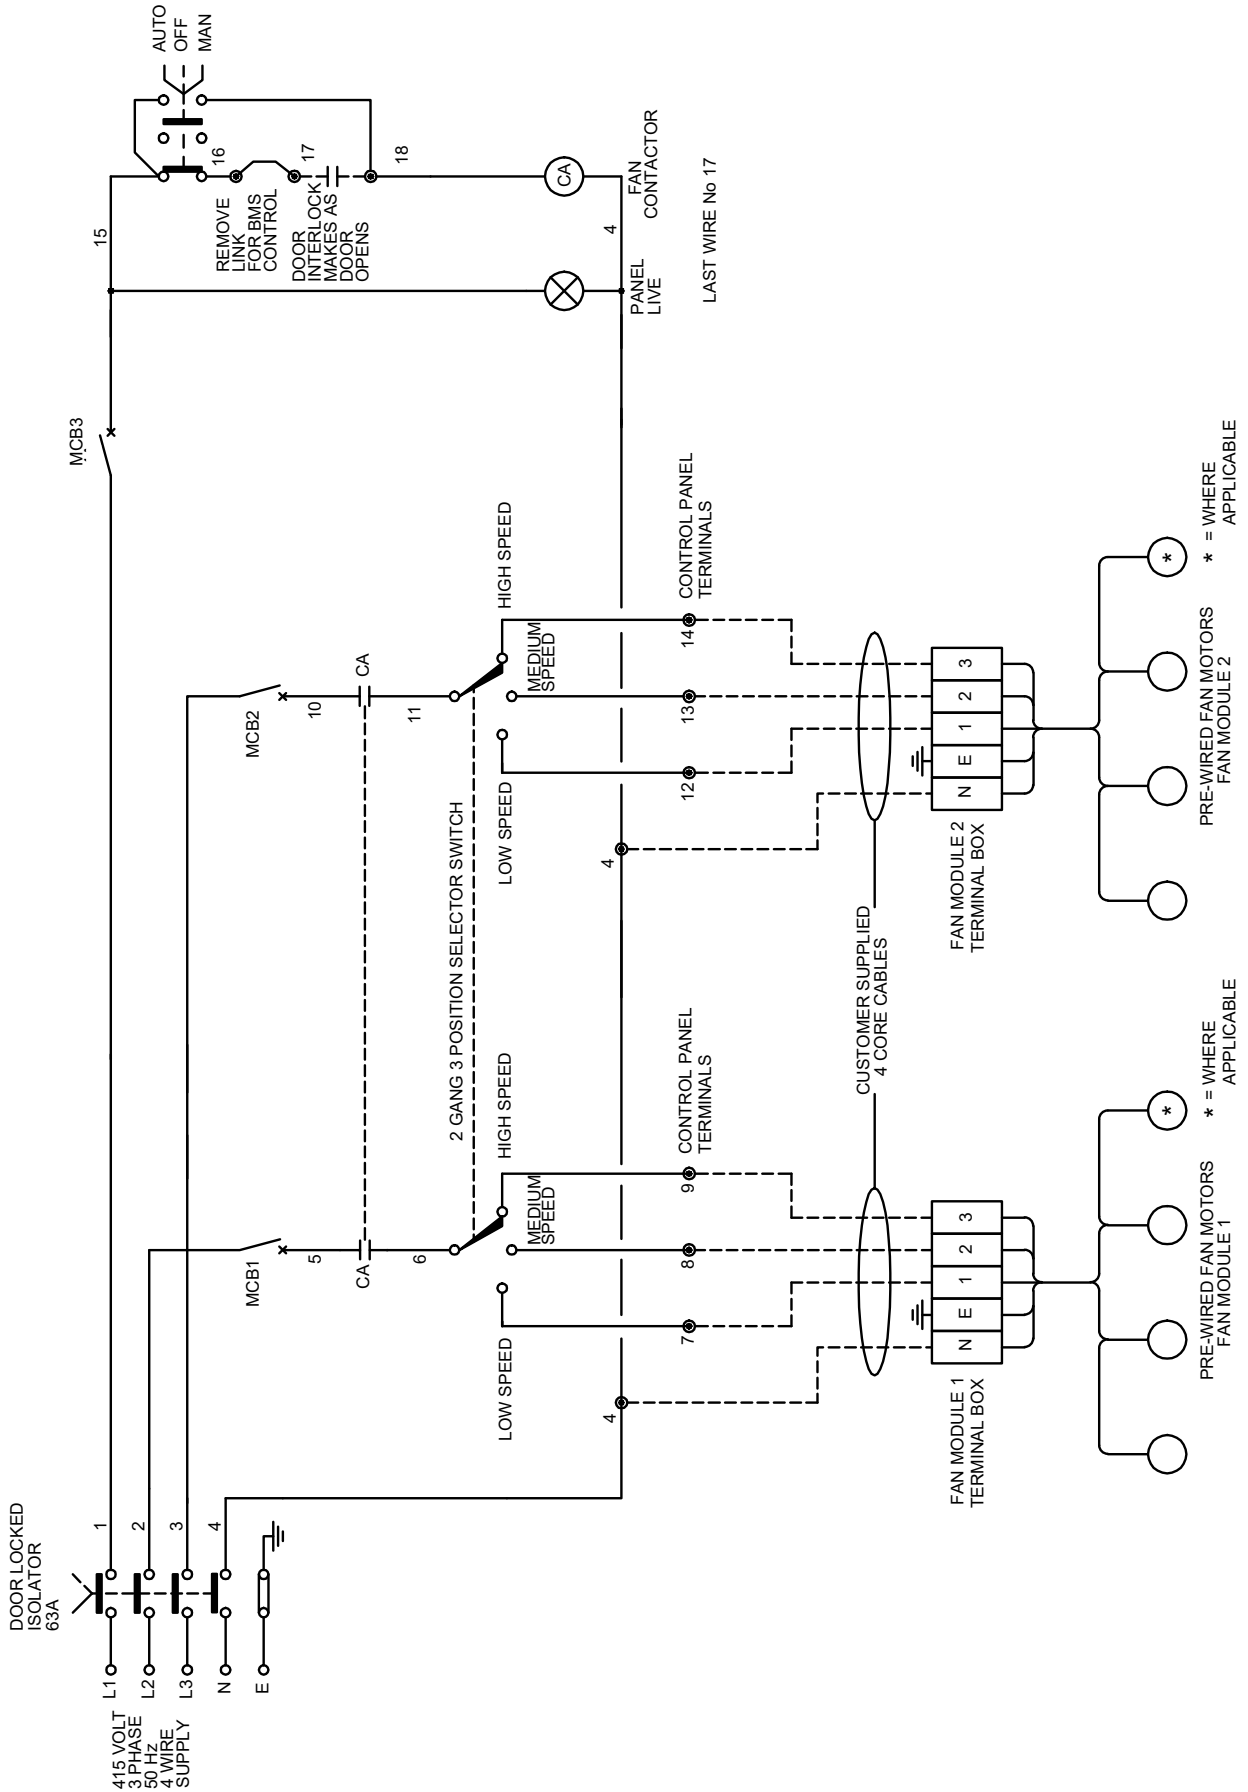 DOOR LOCKED
ISOLATOR
63A
415 VOLT
3 PHASE
50 Hz
4 WIRE
SUPPLY
L1
L2
L3
N
E
1
2
3
4
MCB3
15
AUTO
OFF
MAN
16
REMOVE
LINK
FOR BMS
CONTROL
17
DOOR
INTERLOCK
MAKES AS
DOOR
OPENS
18
CA
FAN
CONTACTOR
4
PANEL
LIVE
LAST WIRE No 17
MCB1
5
CA
6
MCB2
10
CA
11
2 GANG 3 POSITION SELECTOR SWITCH
LOW SPEED
MEDIUM
SPEED
HIGH SPEED
LOW SPEED
MEDIUM
SPEED
HIGH SPEED
4
7
8
9
CONTROL PANEL
TERMINALS
4
12
13
14
CONTROL PANEL
TERMINALS
CUSTOMER SUPPLIED
4 CORE CABLES
FAN MODULE 1
TERMINAL BOX
N
E
1
2
3
FAN MODULE 2
TERMINAL BOX
N
E
1
2
3
*
PRE-WIRED FAN MOTORS
FAN MODULE 1
* = WHERE
APPLICABLE
*
PRE-WIRED FAN MOTORS
FAN MODULE 2
* = WHERE
APPLICABLE